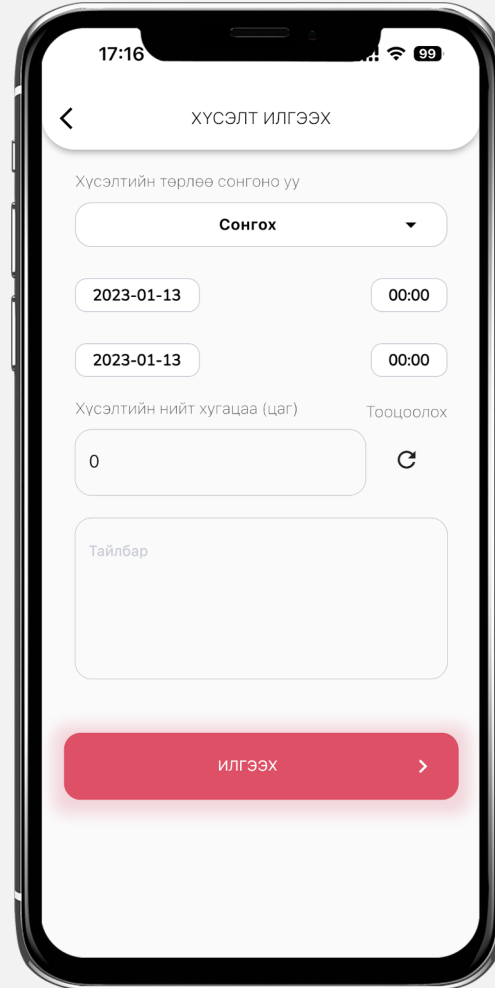 17:16 99
ХҮСЭЛТ ИЛГЭЭХ
Хүсэлтийн төрлөө сонгоно уу
Сонгох
2023-01-13 00:00
2023-01-13 00:00
Хүсэлтийн нийт хугацаа (цаг) Тооцоолох
0
Тайлбар
ИЛГЭЭХ